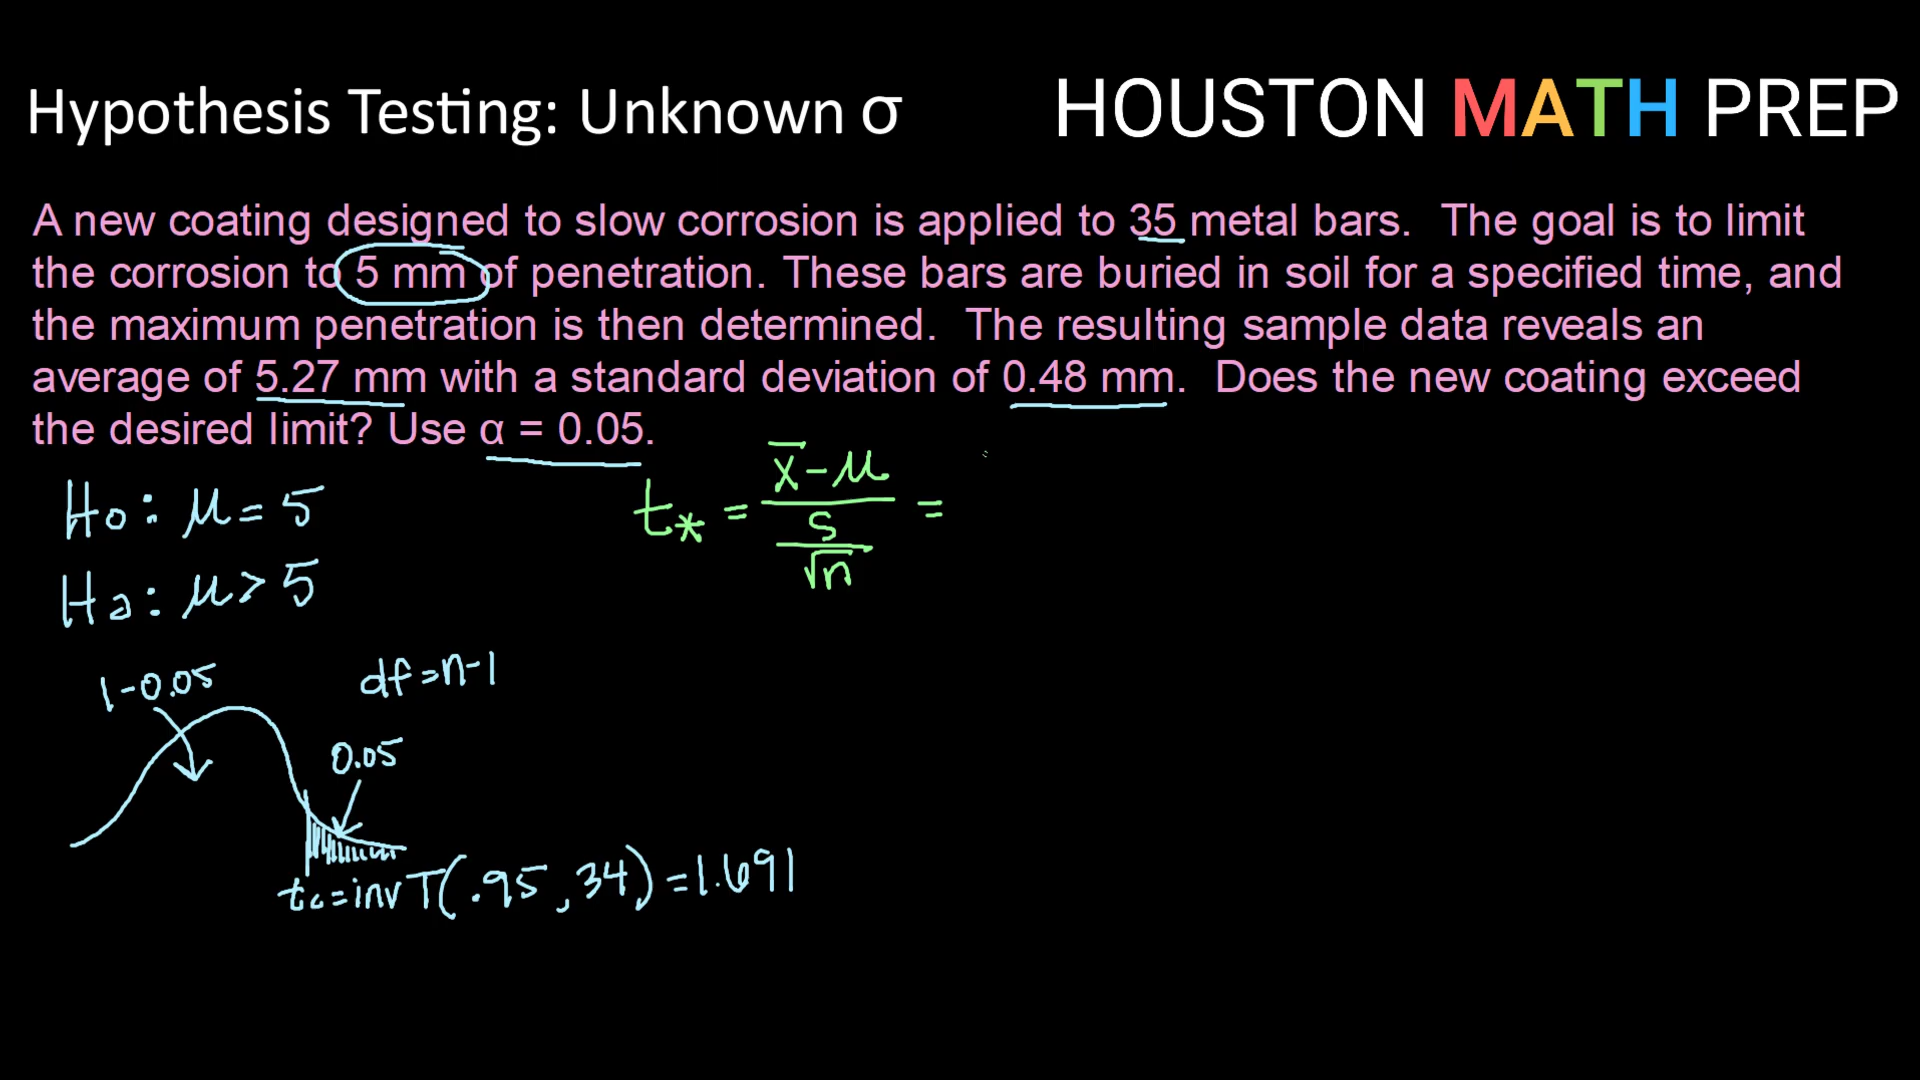 Hypothesis Testing: Unknown σ
HOUSTON MATH PREP
A new coating designed to slow corrosion is applied to 35 metal bars. The goal is to limit
the corrosion to 5 mm of penetration. These bars are buried in soil for a specified time, and
the maximum penetration is then determined. The resulting sample data reveals an
average of 5.27 mm with a standard deviation of 0.48 mm. Does the new coating exceed
the desired limit? Use α = 0.05.
H₀: μ = 5
Hₐ: μ > 5
t* = (x̄ - μ) / (s / √n) =
1-0.05
df = n-1
0.05
t꜀ = invT(.95, 34) = 1.691